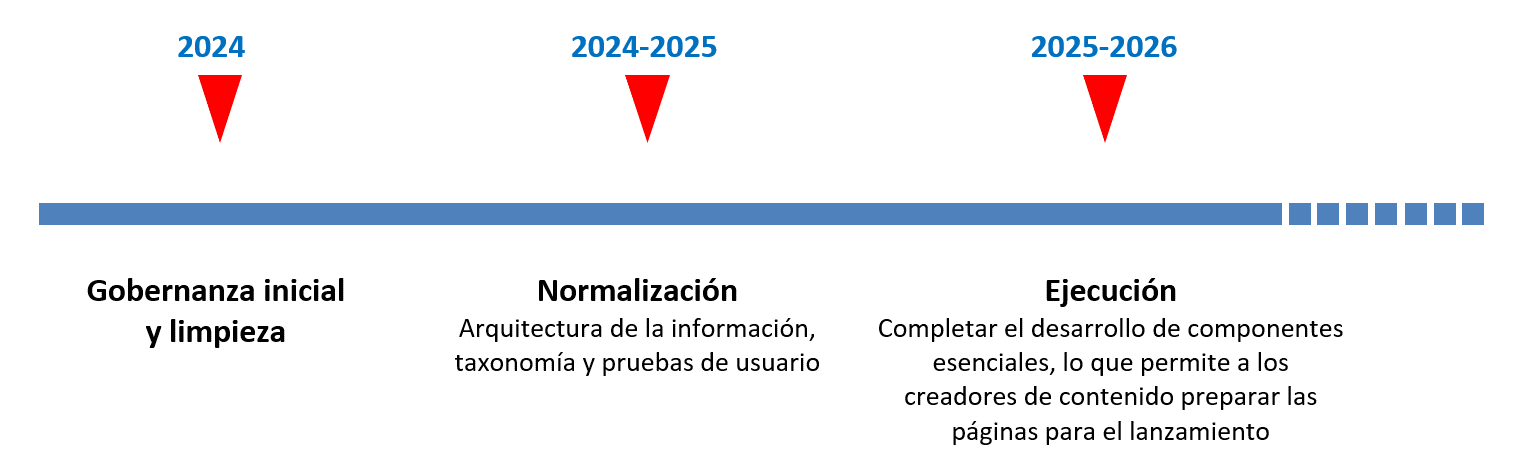 2024
2024-2025
2025-2026
Gobernanza inicial
y limpieza
Normalización
Arquitectura de la información,
taxonomía y pruebas de usuario
Ejecución
Completar el desarrollo de componentes
esenciales, lo que permite a los
creadores de contenido preparar las
páginas para el lanzamiento